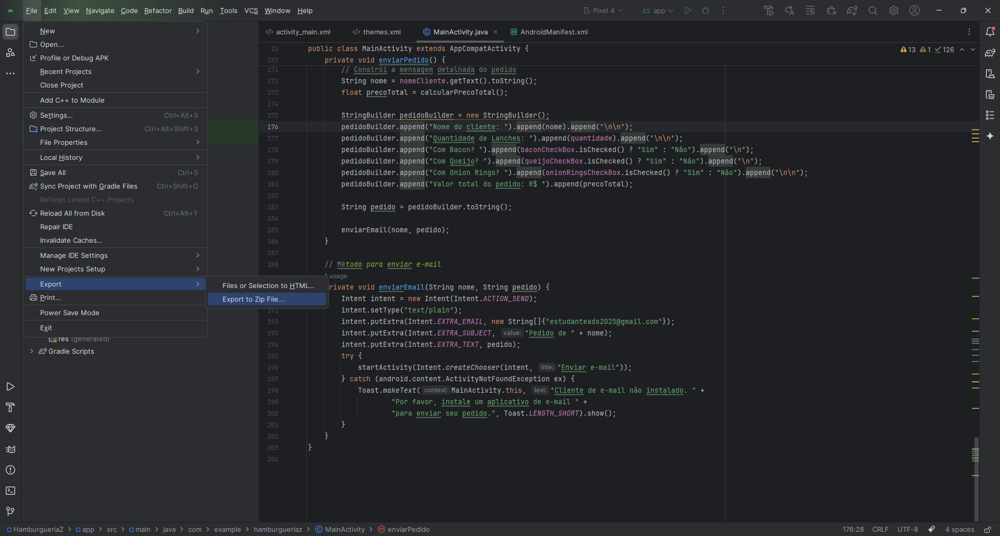 File Edit View Navigate Code Refactor Build Run Tools VCS Window Help
Pixel 4
app
New
Open...
Profile or Debug APK
Recent Projects
Close Project
Add C++ to Module
Settings... Ctrl+Alt+S
Project Structure... Ctrl+Alt+Shift+S
File Properties
Local History
Save All Ctrl+S
Sync Project with Gradle Files Ctrl+Shift+O
Refresh Linked C++ Projects
Reload All from Disk Ctrl+Alt+Y
Repair IDE
Invalidate Caches...
Manage IDE Settings
New Projects Setup
Export
Print...
Power Save Mode
Exit
Files or Selection to HTML...
Export to Zip File...
res (generated)
Gradle Scripts
activity_main.xml themes.xml MainActivity.java AndroidManifest.xml
13 1 126
15 public class MainActivity extends AppCompatActivity {
157 private void enviarPedido() {
171 // Constrói a mensagem detalhada do pedido
172 String nome = nomeCliente.getText().toString();
173 float precoTotal = calcularPrecoTotal();
174
175 StringBuilder pedidoBuilder = new StringBuilder();
176 pedidoBuilder.append("Nome do cliente: ").append(nome).append("\n\n");
177 pedidoBuilder.append("Quantidade de Lanches: ").append(quantidade).append("\n\n");
178 pedidoBuilder.append("Com Bacon? ").append(baconCheckBox.isChecked() ? "Sim" : "Não").append("\n");
179 pedidoBuilder.append("Com Queijo? ").append(queijoCheckBox.isChecked() ? "Sim" : "Não").append("\n");
180 pedidoBuilder.append("Com Onion Rings? ").append(onionRingsCheckBox.isChecked() ? "Sim" : "Não").append("\n\n");
181 pedidoBuilder.append("Valor total do pedido: R$ ").append(precoTotal);
182
183 String pedido = pedidoBuilder.toString();
184
185 enviarEmail(nome, pedido);
186 }
187
188 // Método para enviar e-mail
1 usage
rivate void enviarEmail(String nome, String pedido) {
Intent intent = new Intent(Intent.ACTION_SEND);
191 intent.setType("text/plain");
192 intent.putExtra(Intent.EXTRA_EMAIL, new String[]{"estudanteads2025@gmail.com"});
193 intent.putExtra(Intent.EXTRA_SUBJECT, value: "Pedido de " + nome);
194 intent.putExtra(Intent.EXTRA_TEXT, pedido);
195 try {
196 startActivity(Intent.createChooser(intent, title: "Enviar e-mail"));
197 } catch (android.content.ActivityNotFoundException ex) {
198 Toast.makeText( context: MainActivity.this, text: "Cliente de e-mail não instalado. " +
199 "Por favor, instale um aplicativo de e-mail " +
200 "para enviar seu pedido.", Toast.LENGTH_SHORT).show();
201 }
202 }
203 }
204
HamburgueriaZ > app > src > main > java > com > example > hamburgueriaz > MainActivity > enviarPedido
176:28 CRLF UTF-8 4 spaces